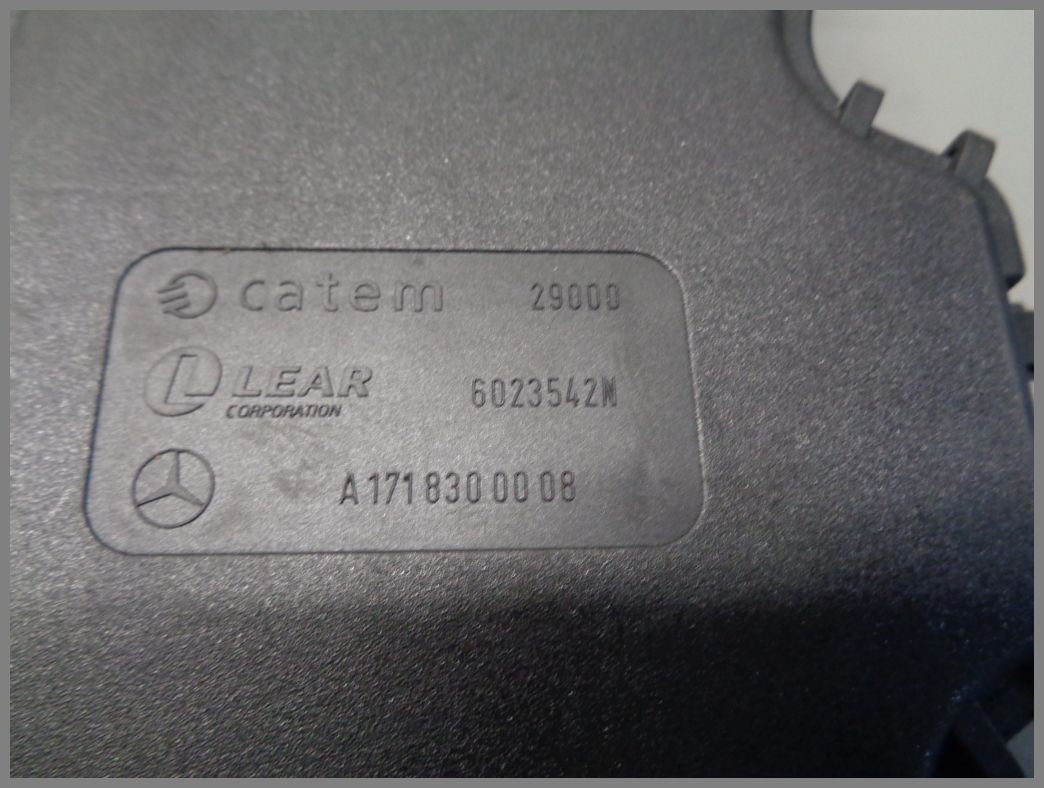 catem 29000
LEAR 6023542N
CORPORATION
A 171 830 00 08